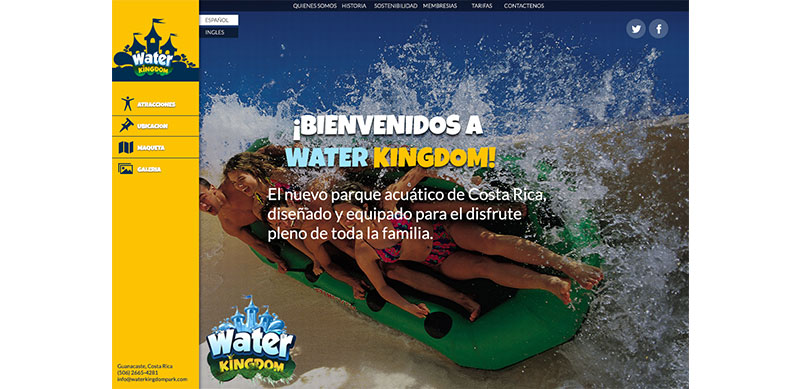 QUIENES SOMOS HISTORIA SOSTENIBILIDAD MEMBRESIAS TARIFAS CONTACTENOS
ESPAÑOL
INGLES
Water
KINGDOM
ATRACCIONES
UBICACION
MAQUETA
GALERIA
¡BIENVENIDOS A
WATER KINGDOM!
El nuevo parque acuático de Costa Rica,
diseñado y equipado para el disfrute
pleno de toda la familia.
Water
KINGDOM
Guanacaste, Costa Rica
(506) 2665-4281
info@waterkingdompark.com